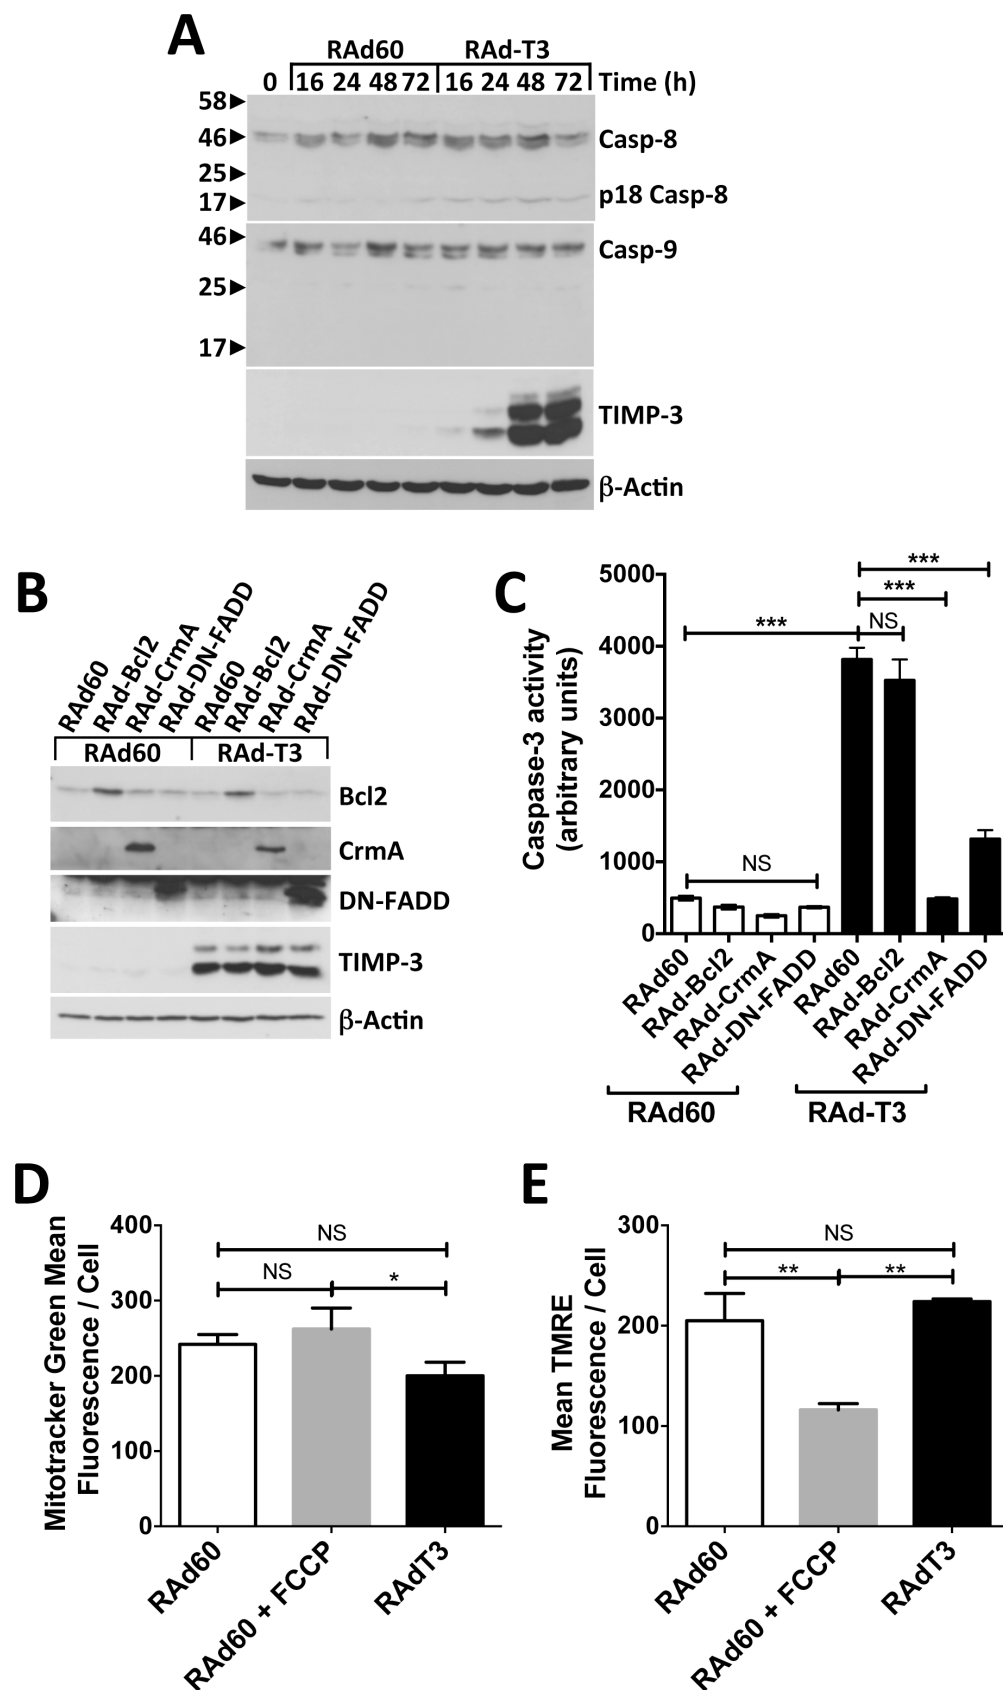 A
RAd60 RAd-T3
0 16 24 48 72 16 24 48 72 Time (h)
58
46 Casp-8
25
17 p18 Casp-8
46 Casp-9
25
17
TIMP-3
β-Actin
B
RAd60 RAd-Bcl2 RAd-CrmA RAd-DN-FADD RAd60 RAd-Bcl2 RAd-CrmA RAd-DN-FADD
RAd60 RAd-T3
Bcl2
CrmA
DN-FADD
TIMP-3
β-Actin
C
Caspase-3 activity
(arbitrary units)
5000
4000
3000
2000
1000
0
***
***
*** NS
NS
RAd60 RAd-Bcl2 RAd-CrmA RAd-DN-FADD RAd60 RAd-Bcl2 RAd-CrmA RAd-DN-FADD
RAd60 RAd-T3
D
Mitotracker Green Mean
Fluorescence / Cell
400
300
200
100
0
NS
NS *
RAd60 RAd60 + FCCP RAdT3
E
Mean TMRE
Fluorescence / Cell
300
200
100
0
NS
** **
RAd60 RAd60 + FCCP RAdT3